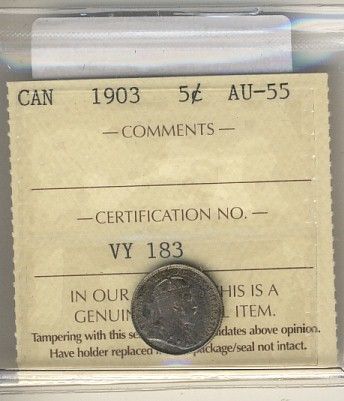 CAN 1903 5¢ AU-55
— COMMENTS —
— CERTIFICATION NO. —
VY 183
IN OUR HIS IS A
GENUIN L ITEM.
Tampering with this se idates above opinion.
Have holder replaced i package/seal not intact.